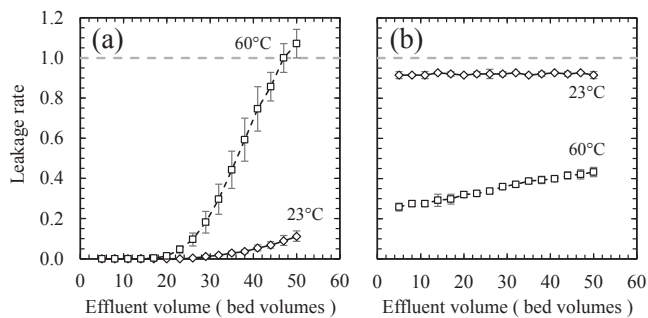 (a)
(b)
60°C
23°C
23°C
60°C
Leakage rate
1.2
1.0
0.8
0.6
0.4
0.2
0.0
0 10 20 30 40 50 60
0 10 20 30 40 50 60
Effluent volume ( bed volumes )
Effluent volume ( bed volumes )